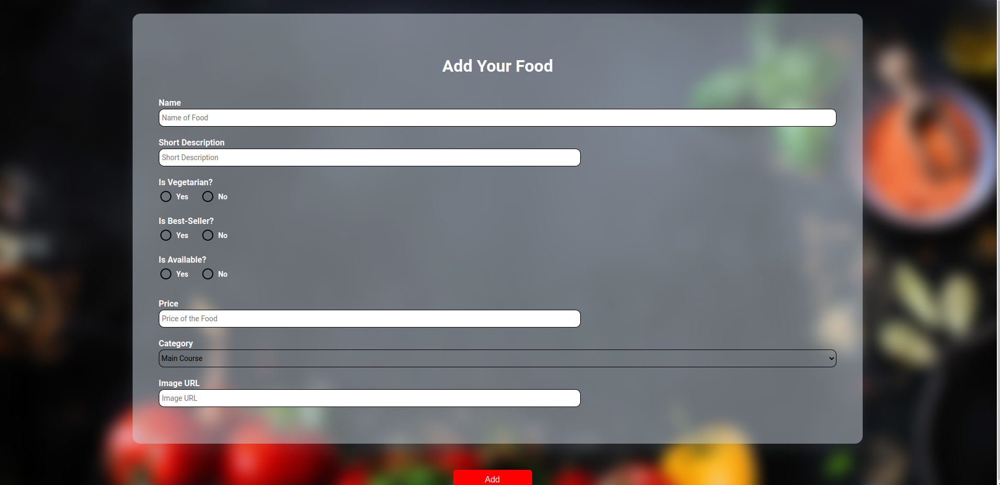 Add Your Food
Name
Name of Food
Short Description
Short Description
Is Vegetarian?
Yes No
Is Best-Seller?
Yes No
Is Available?
Yes No
Price
Price of the Food
Category
Main Course
Image URL
Image URL
Add